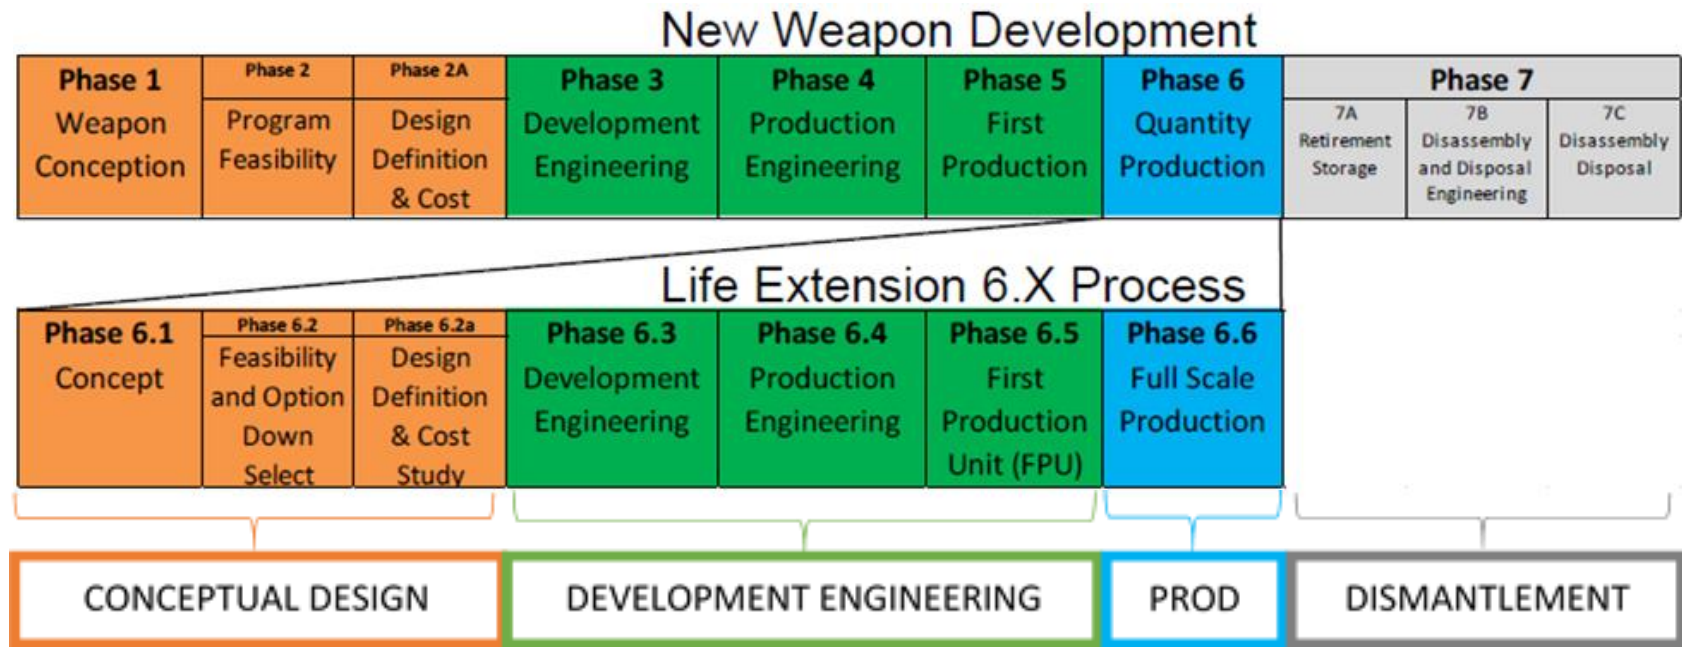 New Weapon Development
Phase 1
Weapon
Conception
Phase 2
Program
Feasibility
Phase 2A
Design
Definition
& Cost
Phase 3
Development
Engineering
Phase 4
Production
Engineering
Phase 5
First
Production
Phase 6
Quantity
Production
Phase 7
7A
Retirement
Storage
7B
Disassembly
and Disposal
Engineering
7C
Disassembly
Disposal
Life Extension 6.X Process
Phase 6.1
Concept
Phase 6.2
Feasibility
and Option
Down
Select
Phase 6.2a
Design
Definition
& Cost
Study
Phase 6.3
Development
Engineering
Phase 6.4
Production
Engineering
Phase 6.5
First
Production
Unit (FPU)
Phase 6.6
Full Scale
Production
CONCEPTUAL DESIGN
DEVELOPMENT ENGINEERING
PROD
DISMANTLEMENT